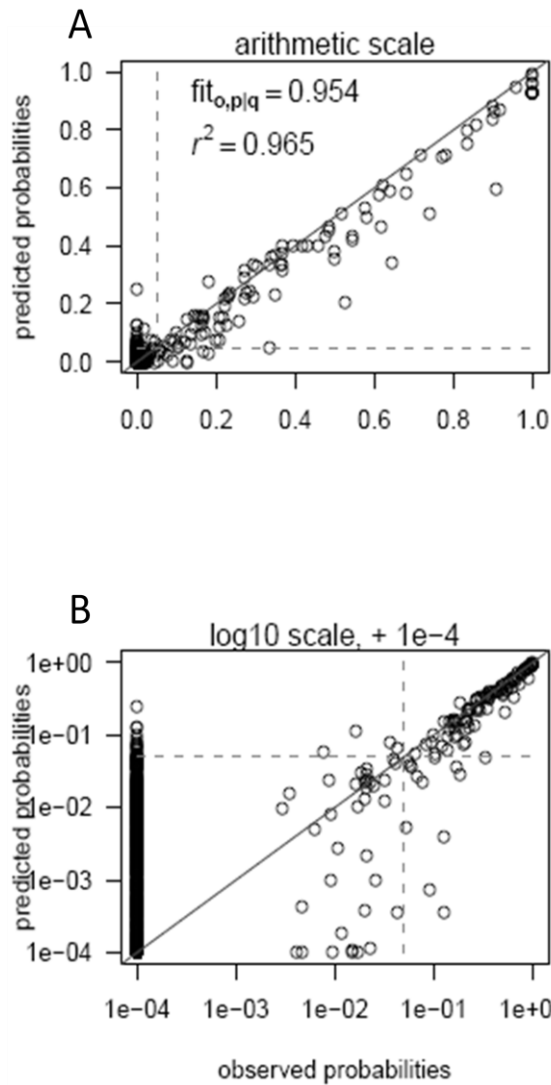 A
arithmetic scale
fito,p|q = 0.954
r2 = 0.965
predicted probabilities
1.0
0.8
0.6
0.4
0.2
0.0
0.0 0.2 0.4 0.6 0.8 1.0
B
log10 scale, + 1e−4
predicted probabilities
1e+00
1e−01
1e−02
1e−03
1e−04
1e−04 1e−03 1e−02 1e−01 1e+0
observed probabilities